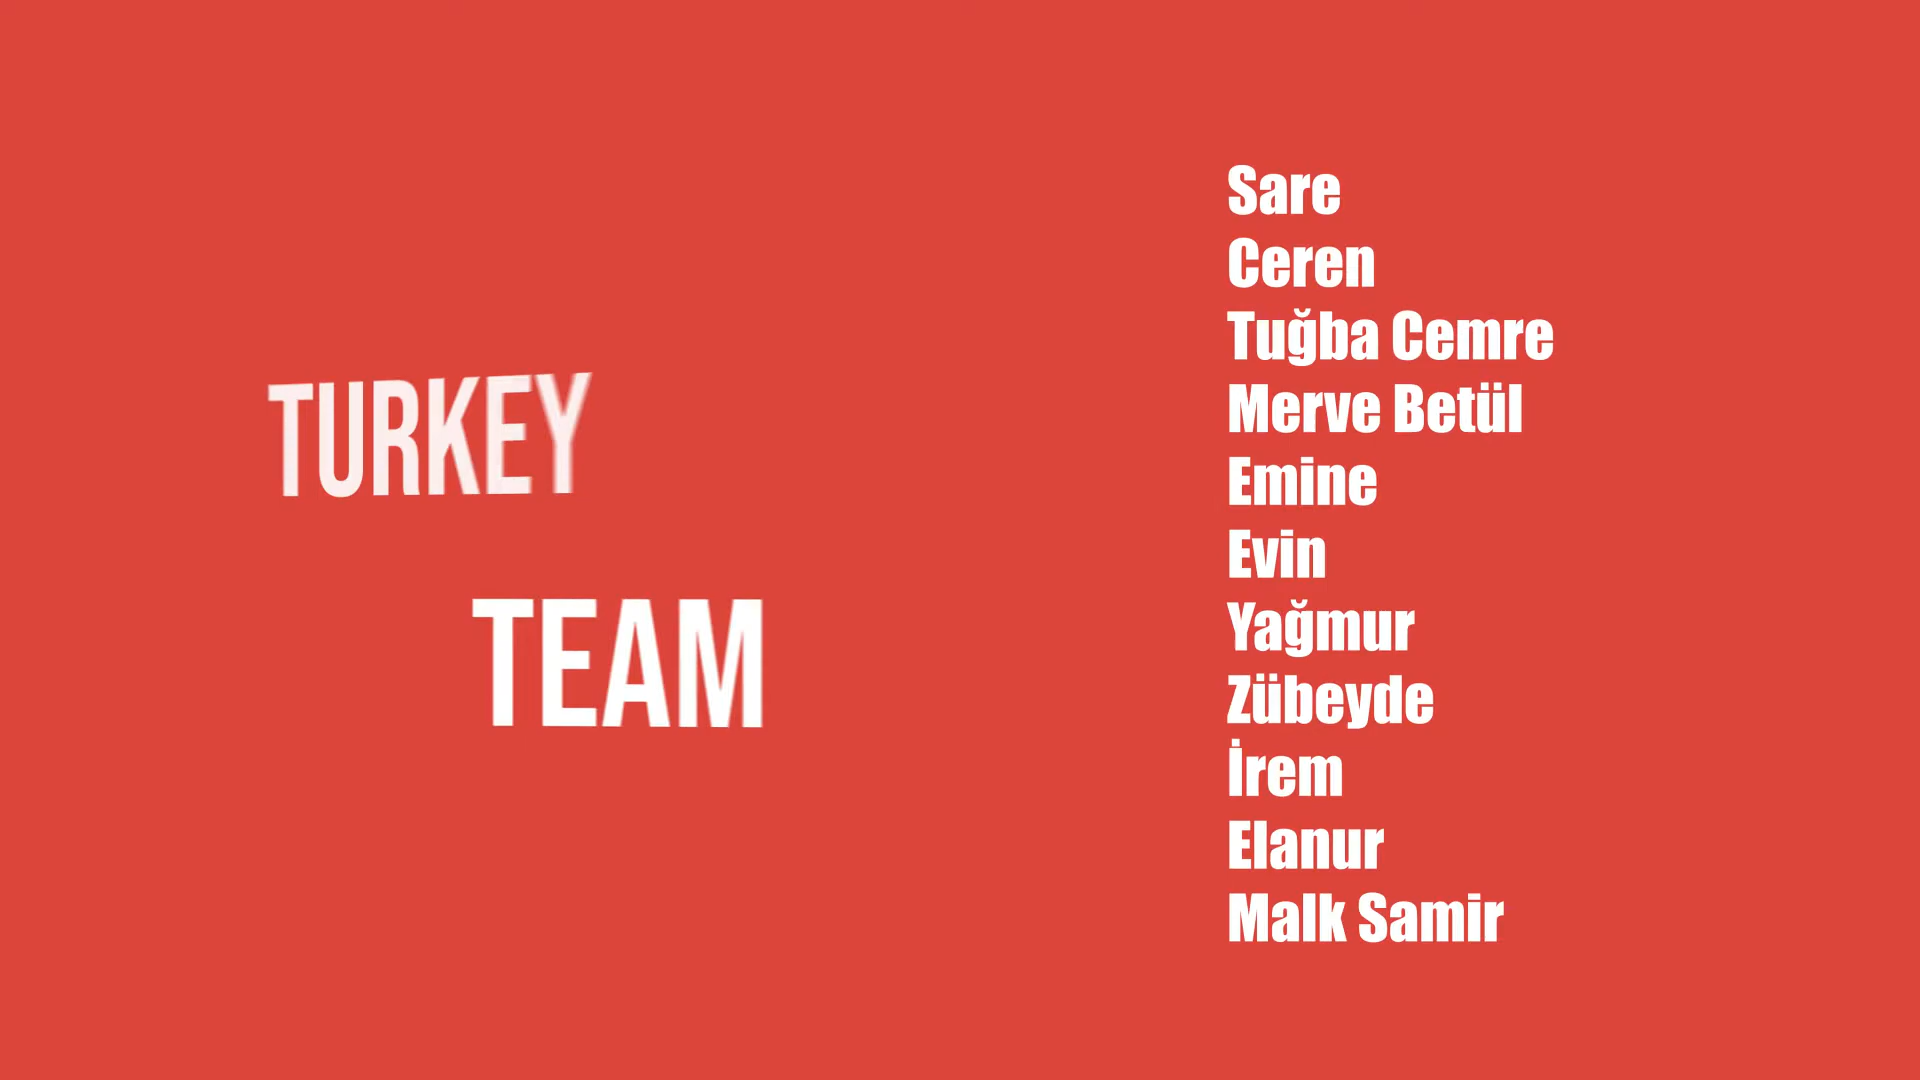 TURKEY
TEAM
Sare
Ceren
Tuğba Cemre
Merve Betül
Emine
Evin
Yağmur
Zübeyde
İrem
Elanur
Malk Samir